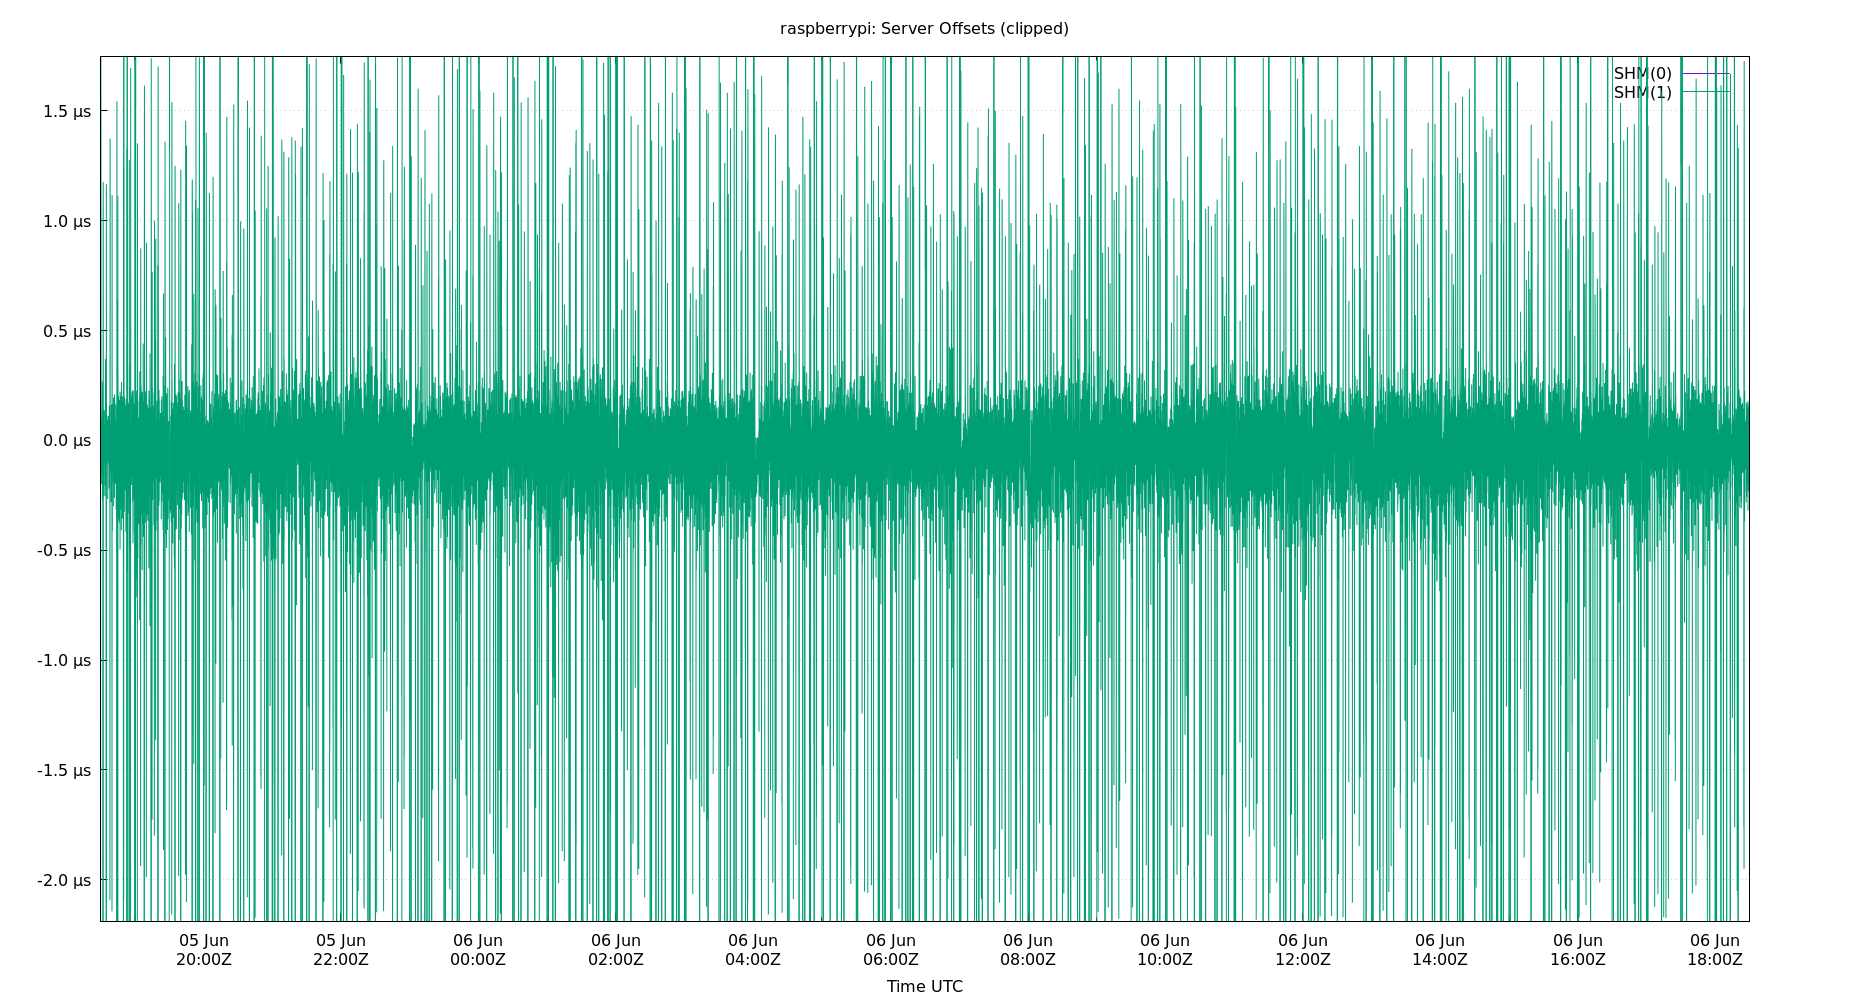 raspberrypi: Server Offsets (clipped)
SHM(0)
SHM(1)
1.5 µs
1.0 µs
0.5 µs
0.0 µs
-0.5 µs
-1.0 µs
-1.5 µs
-2.0 µs
05 Jun 05 Jun 06 Jun 06 Jun 06 Jun 06 Jun 06 Jun 06 Jun 06 Jun 06 Jun 06 Jun 06 Jun
20:00Z 22:00Z 00:00Z 02:00Z 04:00Z 06:00Z 08:00Z 10:00Z 12:00Z 14:00Z 16:00Z 18:00Z
Time UTC